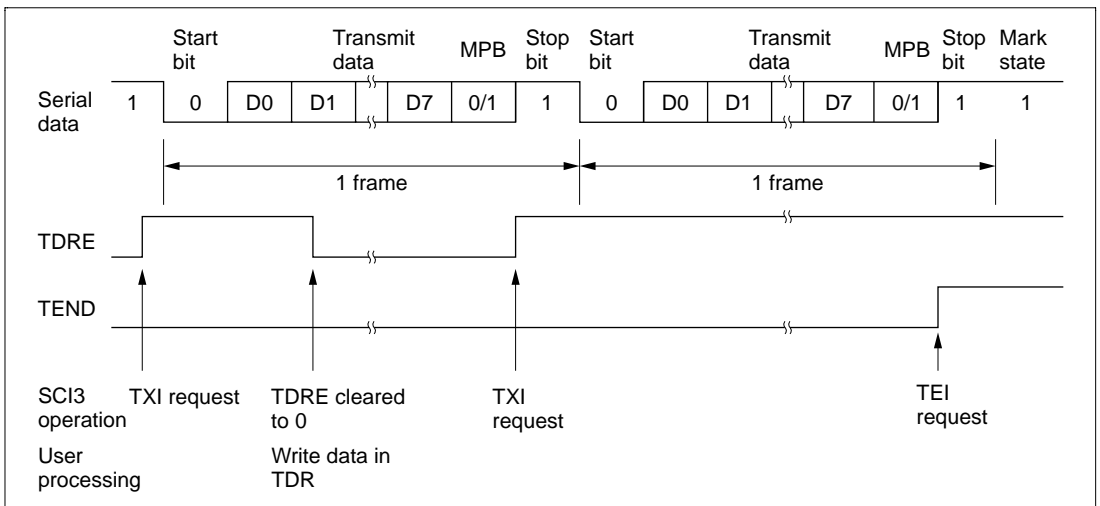 Start bit Transmit data MPB Stop bit Start bit Transmit data MPB Stop bit Mark state
Serial data 1 0 D0 D1 D7 0/1 1 0 D0 D1 D7 0/1 1 1
1 frame 1 frame
TDRE
TEND
SCI3 operation TXI request TDRE cleared to 0 TXI request TEI request
User processing Write data in TDR